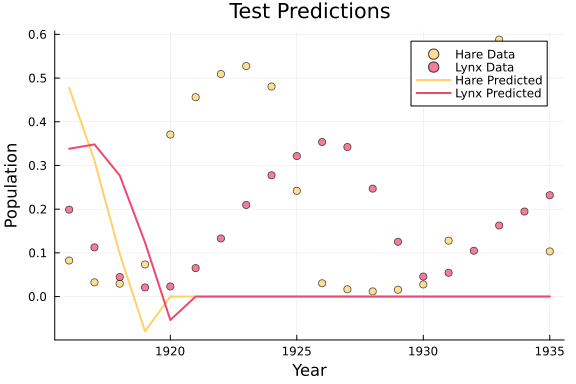 Test Predictions
0.6
0.5
0.4
0.3
0.2
0.1
0.0
Population
Hare Data
Lynx Data
Hare Predicted
Lynx Predicted
1920
1925
1930
1935
Year